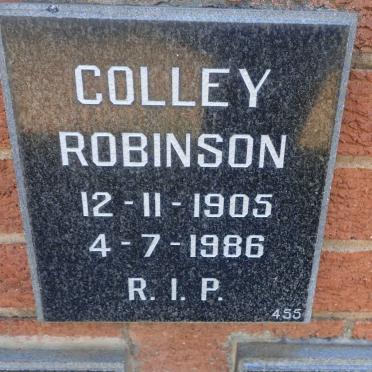 COLLEY
ROBINSON
12-11-1905
4-7-1986
R. I. P.
455